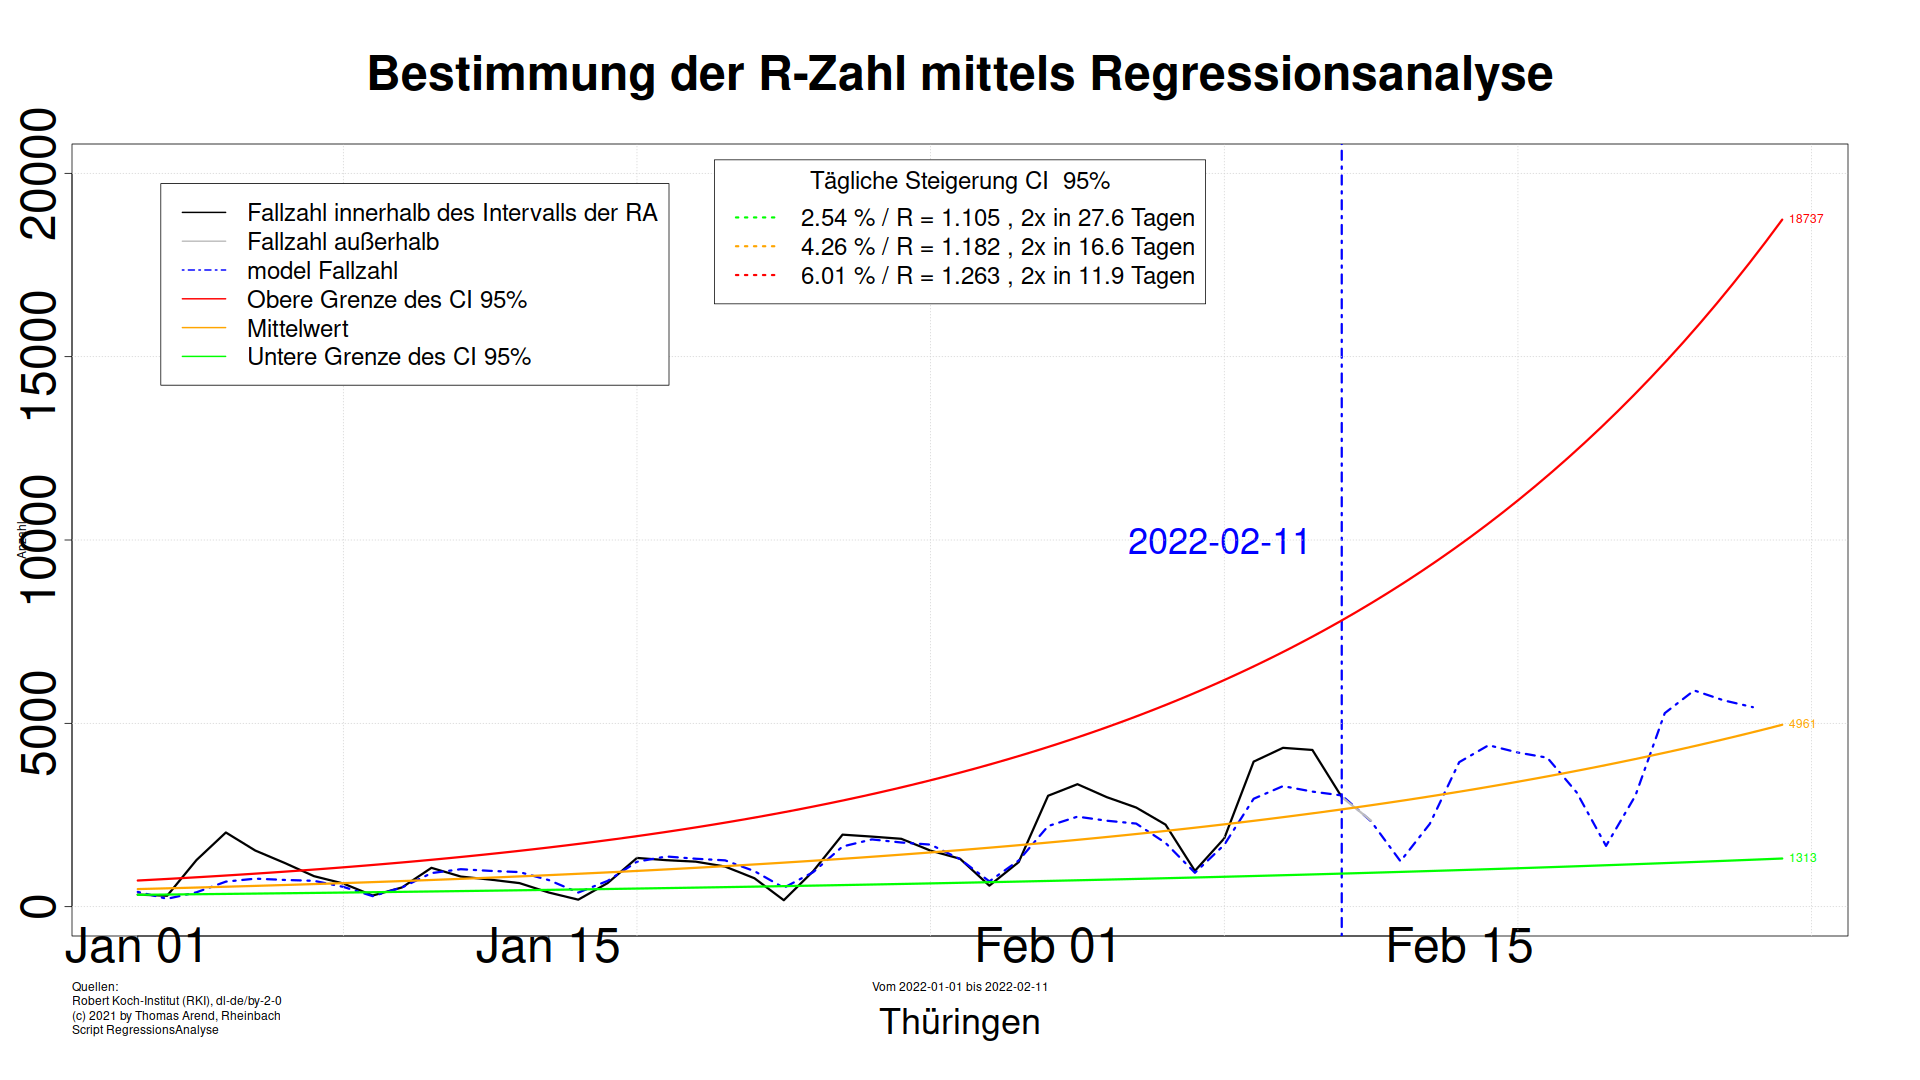 Bestimmung der R-Zahl mittels Regressionsanalyse
20000
15000
10000
5000
0
Anzahl
Fallzahl innerhalb des Intervalls der RA
Fallzahl außerhalb
model Fallzahl
Obere Grenze des CI 95%
Mittelwert
Untere Grenze des CI 95%
Tägliche Steigerung CI  95%
2.54 % / R = 1.105 , 2x in 27.6 Tagen
4.26 % / R = 1.182 , 2x in 16.6 Tagen
6.01 % / R = 1.263 , 2x in 11.9 Tagen
18737
2022-02-11
4961
1313
Jan 01
Jan 15
Feb 01
Feb 15
Quellen:
Robert Koch-Institut (RKI), dl-de/by-2-0
(c) 2021 by Thomas Arend, Rheinbach
Script RegressionsAnalyse
Vom 2022-01-01 bis 2022-02-11
Thüringen